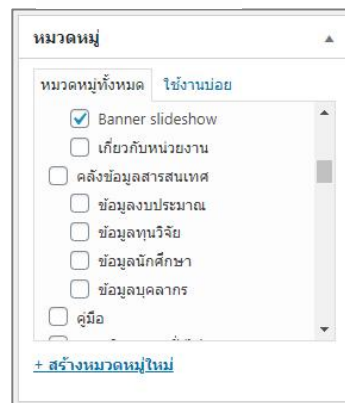 หมวดหมู่
หมวดหมู่ทั้งหมด ใช้งานบ่อย
Banner slideshow
เกี่ยวกับหน่วยงาน
คลังข้อมูลสารสนเทศ
ข้อมูลงบประมาณ
ข้อมูลทุนวิจัย
ข้อมูลนักศึกษา
ข้อมูลบุคลากร
คู่มือ
+ สร้างหมวดหมู่ใหม่